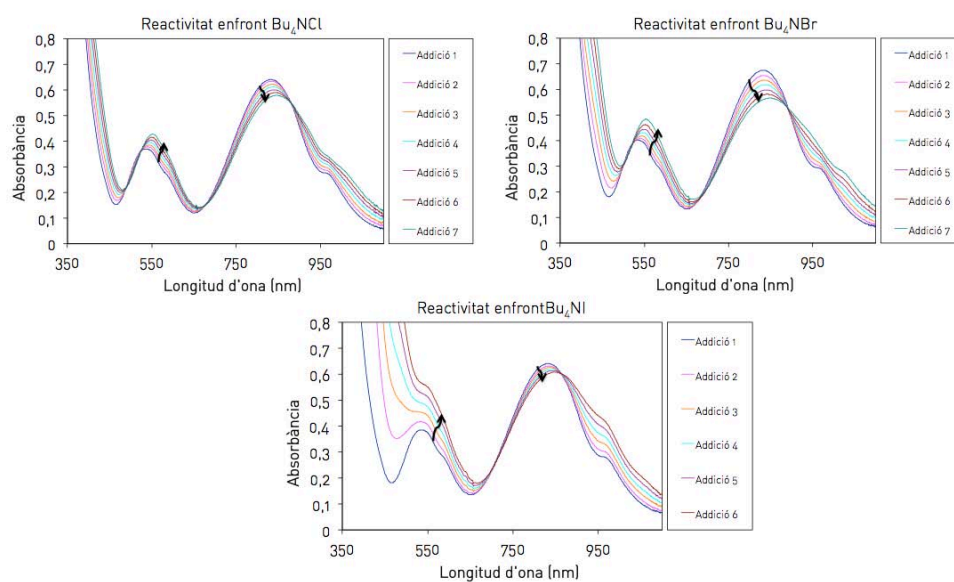 Reactivitat enfront Bu₄NCl
0,8
0,7
0,6
0,5
0,4
0,3
0,2
0,1
0
Absorbància
350 550 750 950
Longitud d'ona (nm)
Addició 1
Addició 2
Addició 3
Addició 4
Addició 5
Addició 6
Addició 7
Reactivitat enfront Bu₄NBr
0,8
0,7
0,6
0,5
0,4
0,3
0,2
0,1
0
Absorbància
350 550 750 950
Longitud d'ona (nm)
Addició 1
Addició 2
Addició 3
Addició 4
Addició 5
Addició 6
Addició 7
Reactivitat enfrontBu₄NI
0,8
0,7
0,6
0,5
0,4
0,3
0,2
0,1
0
Absorbància
350 550 750 950
Longitud d'ona (nm)
Addició 1
Addició 2
Addició 3
Addició 4
Addició 5
Addició 6